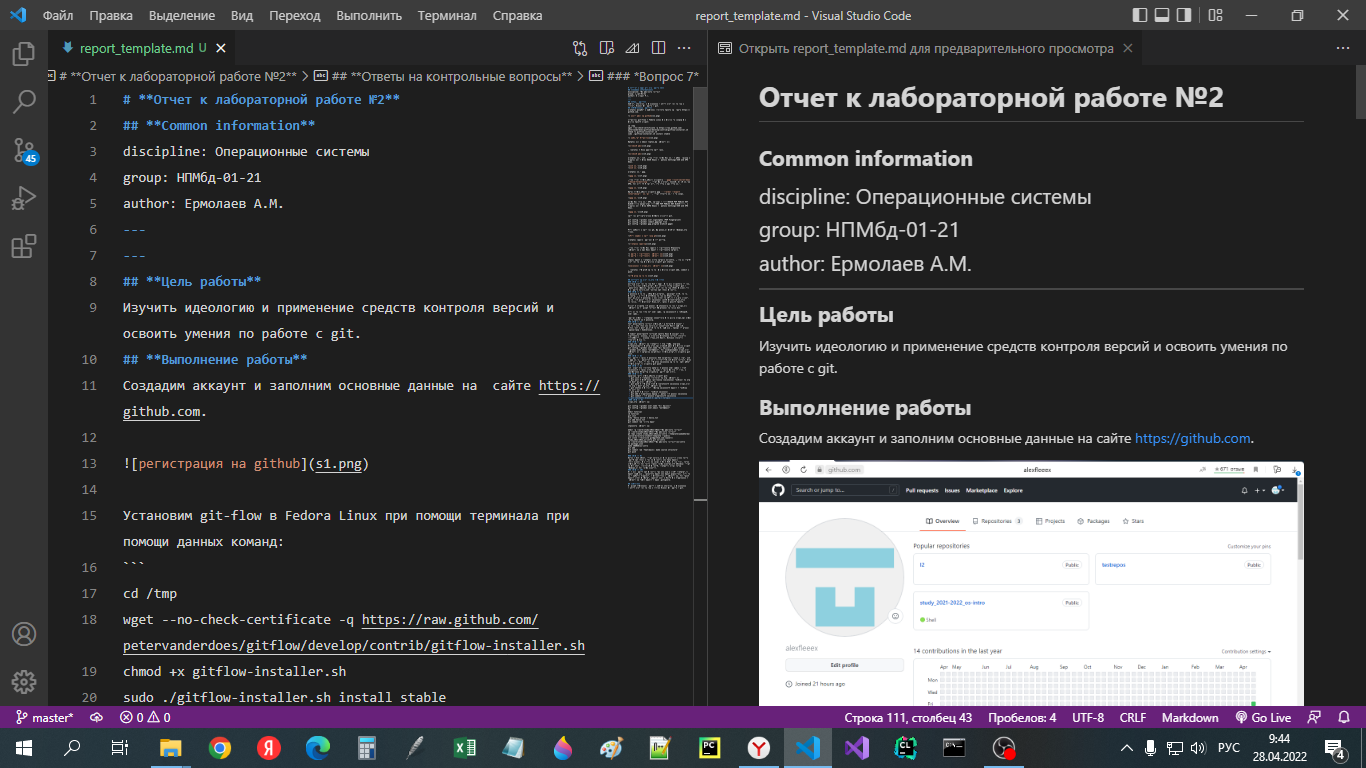 Файл Правка Выделение Вид Переход Выполнить Терминал Справка
report_template.md - Visual Studio Code
report_template.md U
# **Отчет к лабораторной работе №2** > ## **Ответы на контрольные вопросы** > ### *Вопрос 7*
45
1 # **Отчет к лабораторной работе №2**
2 ## **Common information**
3 discipline: Операционные системы
4 group: НПМбд-01-21
5 author: Ермолаев А.М.
6 ---
7 ---
8 ## **Цель работы**
9 Изучить идеологию и применение средств контроля версий и
освоить умения по работе с git.
10 ## **Выполнение работы**
11 Создадим аккаунт и заполним основные данные на  сайте https://
github.com.
12
13 ![регистрация на github](s1.png)
14
15 Установим git-flow в Fedora Linux при помощи терминала при
помощи данных команд:
16 ```
17 cd /tmp
18 wget --no-check-certificate -q https://raw.github.com/
petervanderdoes/gitflow/develop/contrib/gitflow-installer.sh
19 chmod +x gitflow-installer.sh
20 sudo ./gitflow-installer.sh install stable
Открыть report_template.md для предварительного просмотра
Отчет к лабораторной работе №2
Common information
discipline: Операционные системы
group: НПМбд-01-21
author: Ермолаев А.М.
Цель работы
Изучить идеологию и применение средств контроля версий и освоить умения по
работе с git.
Выполнение работы
Создадим аккаунт и заполним основные данные на сайте https://github.com.
github.com
alexfleees
671 отзыв
Search or jump to...
Pull requests Issues Marketplace Explore
Overview Repositories 3 Projects Packages Stars
Popular repositories
Customize your pins
Public
testrepos Public
study_2021-2022_os-intro Public
Shell
alexfleees
Edit profile
Joined 21 hours ago
14 contributions in the last year
Contribution settings
Apr May Jun Jul Aug Sep Oct Nov Dec Jan Feb Mar Apr
Mon
Wed
Fri
master*
0 0
Строка 111, столбец 43 Пробелов: 4 UTF-8 CRLF Markdown Go Live
РУС
9:44
28.04.2022
4